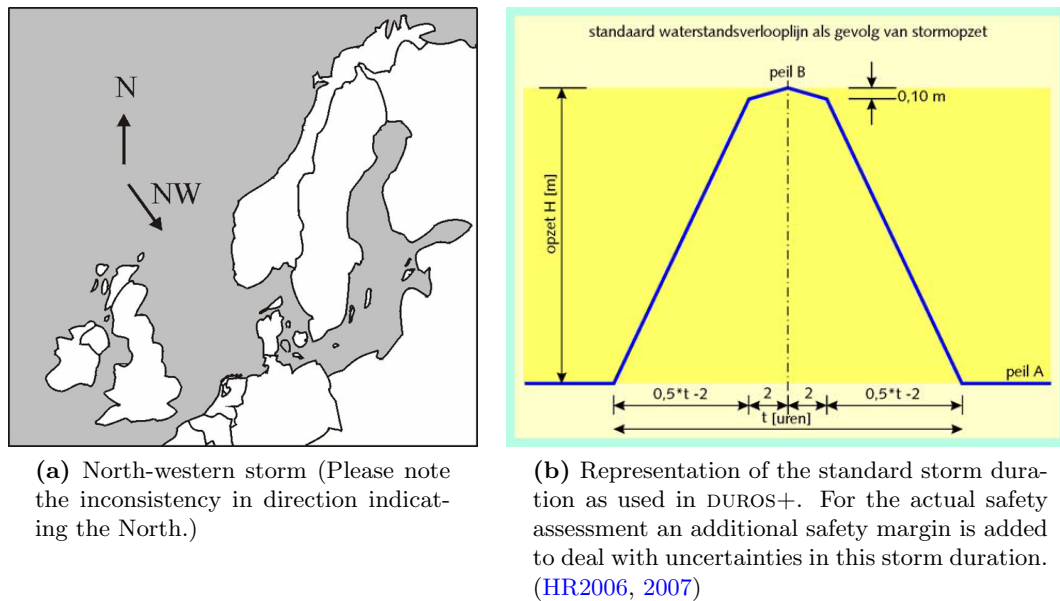 N
NW
(a) North-western storm (Please note
the inconsistency in direction indicat-
ing the North.)
standaard waterstandsverlooplijn als gevolg van stormopzet
peil B
0,10 m
opzet H [m]
peil A
0,5*t -2 2 2 0,5*t -2
t [uren]
(b) Representation of the standard storm dura-
tion as used in DUROS+. For the actual safety
assessment an additional safety margin is added
to deal with uncertainties in this storm duration.
(HR2006, 2007)